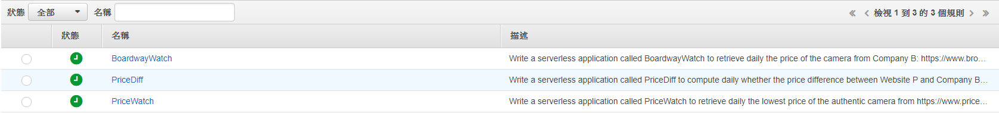 狀態 全部 名稱 « ‹ 檢視 1 到 3 的 3 個規則 › »
狀態 名稱 描述
BoardwayWatch Write a serverless application called BoardwayWatch to retrieve daily the price of the camera from Company B: https://www.bro…
PriceDiff Write a serverless application called PriceDiff to compute daily whether the price difference between Website P and Company B…
PriceWatch Write a serverless application called PriceWatch to retrieve daily the lowest price of the authentic camera from https://www.price…